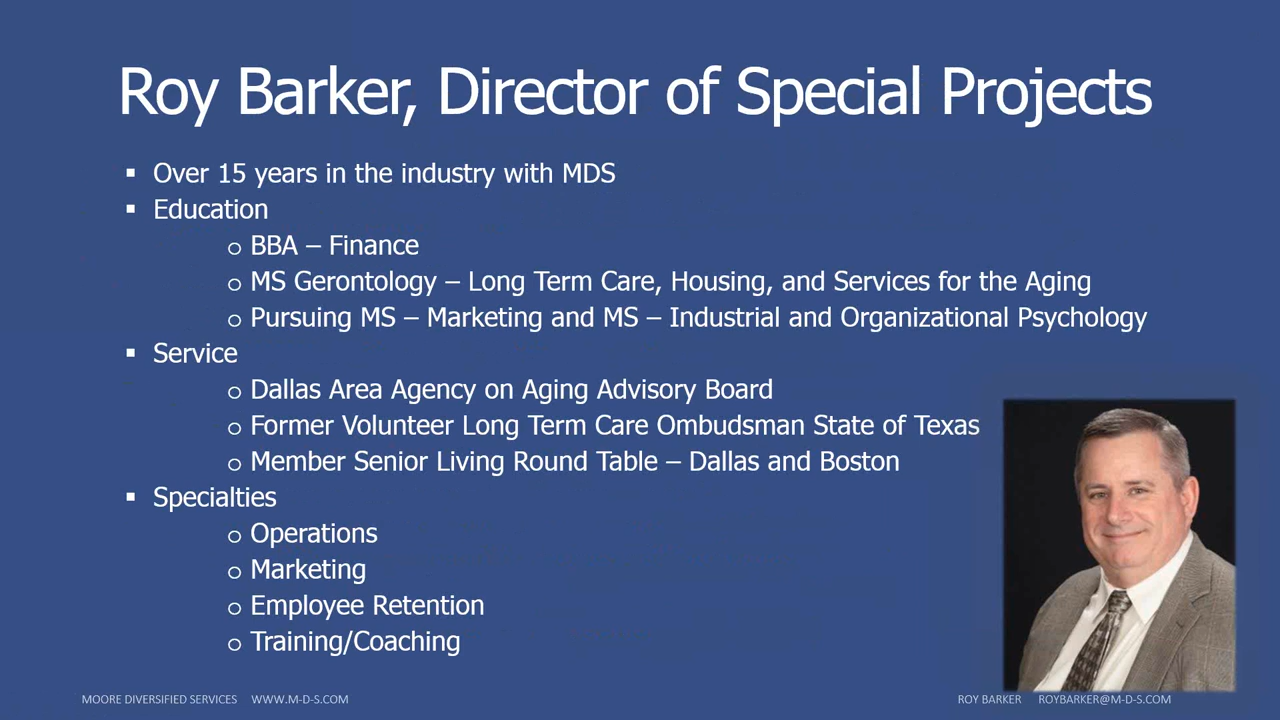 Roy Barker, Director of Special Projects
▪ Over 15 years in the industry with MDS
▪ Education
o BBA – Finance
o MS Gerontology – Long Term Care, Housing, and Services for the Aging
o Pursuing MS – Marketing and MS – Industrial and Organizational Psychology
▪ Service
o Dallas Area Agency on Aging Advisory Board
o Former Volunteer Long Term Care Ombudsman State of Texas
o Member Senior Living Round Table – Dallas and Boston
▪ Specialties
o Operations
o Marketing
o Employee Retention
o Training/Coaching
MOORE DIVERSIFIED SERVICES WWW.M-D-S.COM
ROY BARKER ROYBARKER@M-D-S.COM